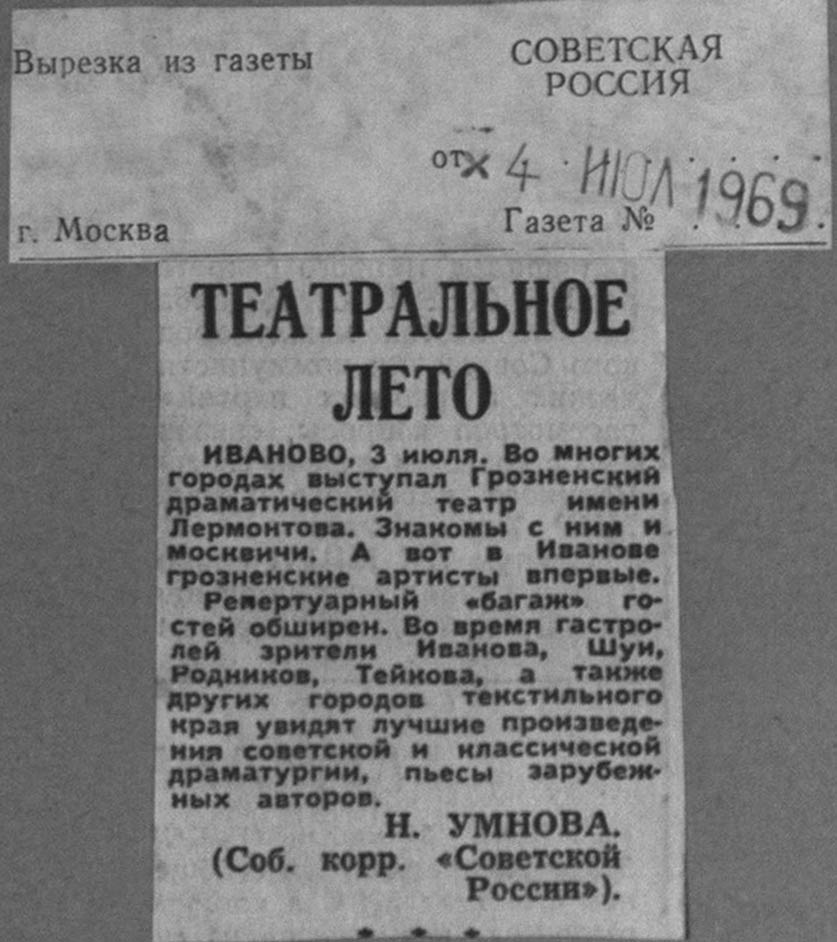 Вырезка из газеты
СОВЕТСКАЯ
РОССИЯ
от 4 ИЮЛ 1969
г. Москва
Газета №
ТЕАТРАЛЬНОЕ
ЛЕТО
ИВАНОВО, 3 июля. Во многих
городах выступал Грозненский
драматический театр имени
Лермонтова. Знакомы с ним и
москвичи. А вот в Иванове
грозненские артисты впервые.
Репертуарный «багаж» го-
стей обширен. Во время гастро-
лей зрители Иванова, Шуи,
Родников, Тейкова, а также
других городов текстильного
края увидят лучшие произведе-
ния советской и классической
драматургии, пьесы зарубеж-
ных авторов.
Н. УМНОВА.
(Соб. корр. «Советской
России»).